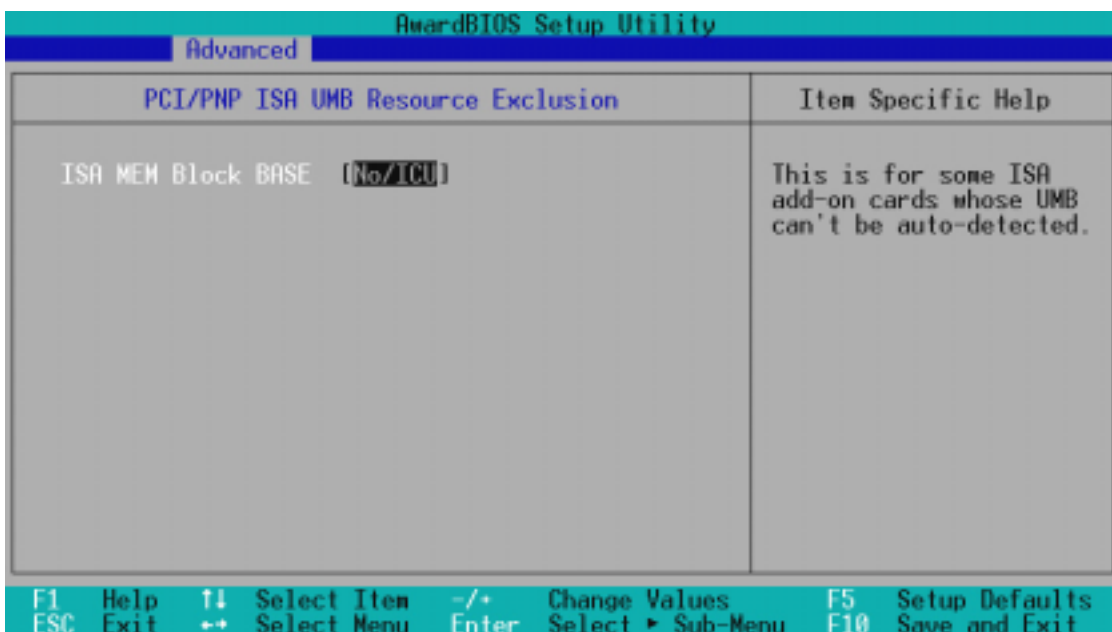 AwardBIOS Setup Utility
Advanced
PCI/PNP ISA UMB Resource Exclusion
Item Specific Help
ISA MEM Block BASE [No/ICU]
This is for some ISA
add-on cards whose UMB
can't be auto-detected.
F1 Help ↑↓ Select Item -/+ Change Values F5 Setup Defaults
ESC Exit ←→ Select Menu Enter Select ► Sub-Menu F10 Save and Exit